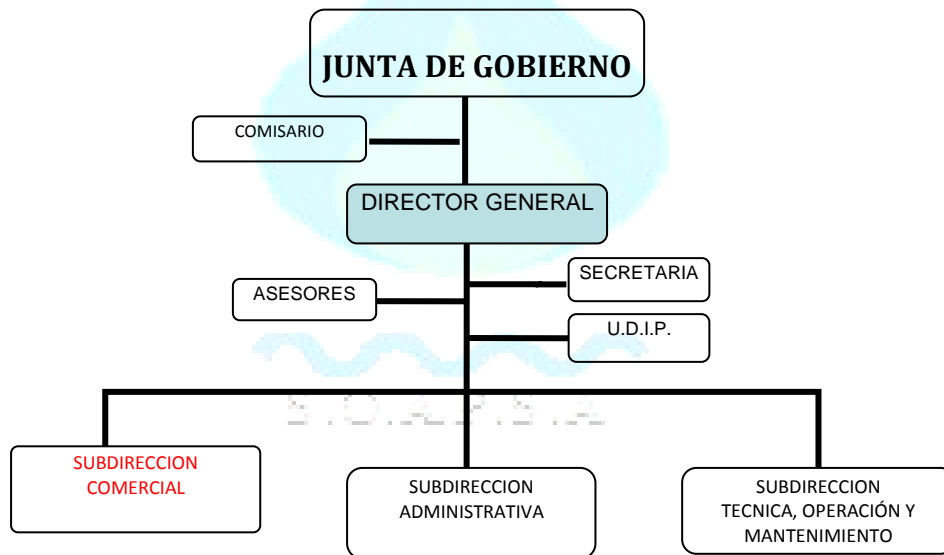 JUNTA DE GOBIERNO
COMISARIO
DIRECTOR GENERAL
SECRETARIA
ASESORES
U.D.I.P.
SUBDIRECCION
COMERCIAL
SUBDIRECCION
ADMINISTRATIVA
SUBDIRECCION
TECNICA, OPERACIÓN Y
MANTENIMIENTO